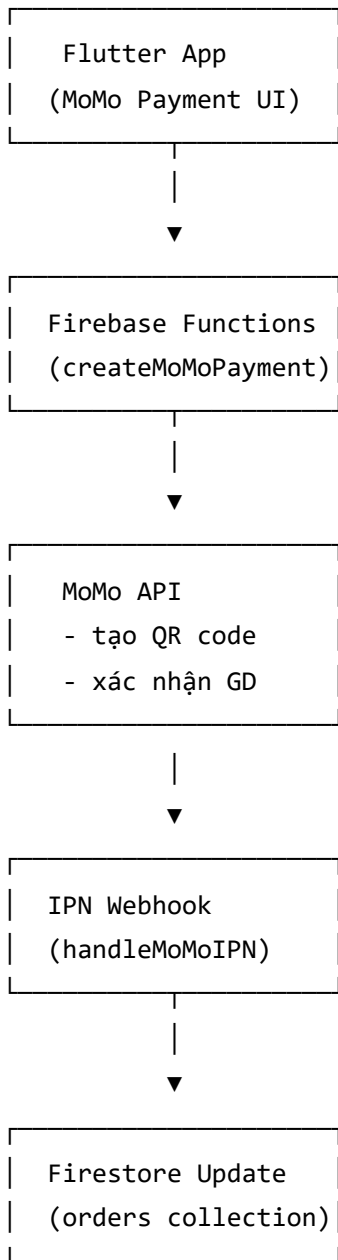 Flutter App
(MoMo Payment UI)
Firebase Functions
(createMoMoPayment)
MoMo API
- tạo QR code
- xác nhận GD
IPN Webhook
(handleMoMoIPN)
Firestore Update
(orders collection)